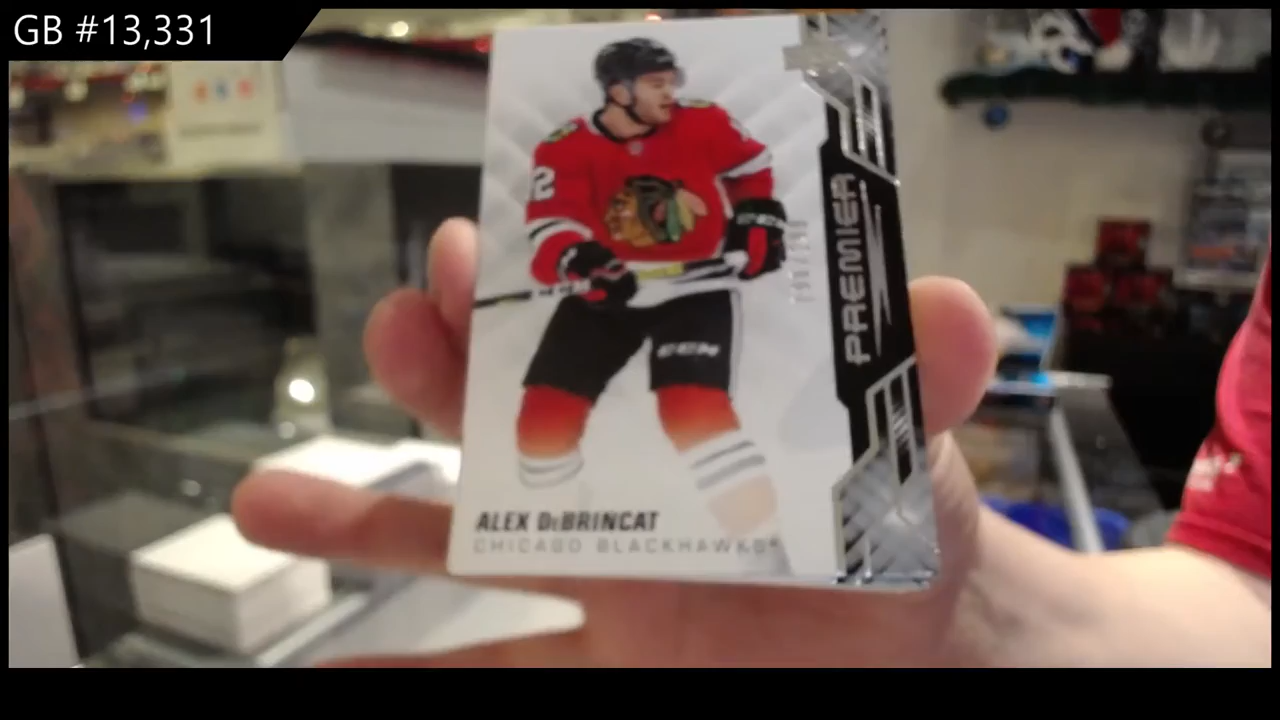 GB #13,331
PREMIER
CCM
ALEX DEBRINCAT
CHICAGO BLACKHAWKS